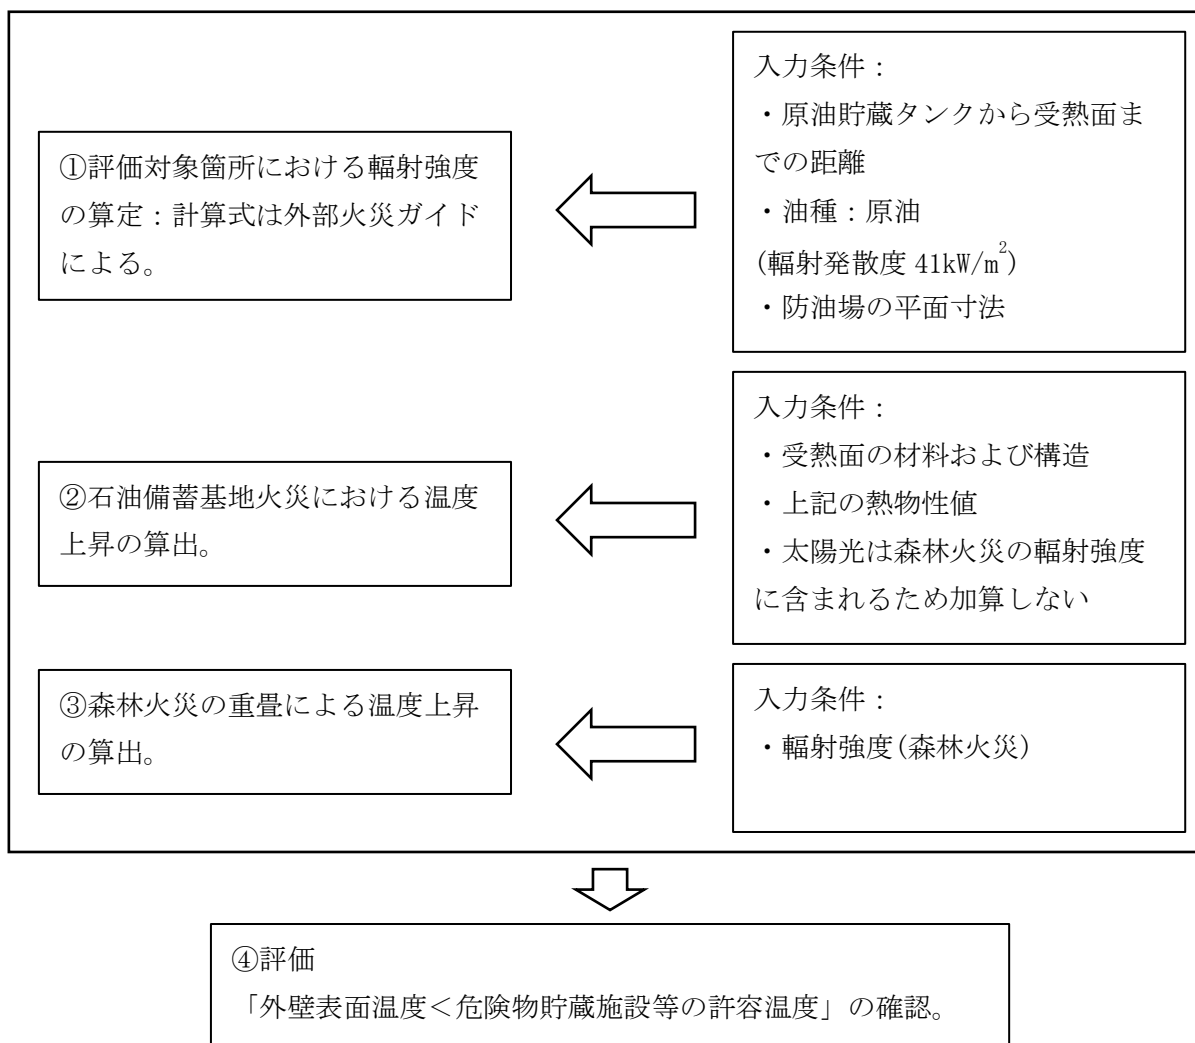 ①評価対象箇所における輻射強度
の算定：計算式は外部火災ガイド
による。
入力条件：
・原油貯蔵タンクから受熱面ま
での距離
・油種：原油
(輻射発散度 41kW/m²)
・防油場の平面寸法
②石油備蓄基地火災における温度
上昇の算出。
入力条件：
・受熱面の材料および構造
・上記の熱物性値
・太陽光は森林火災の輻射強度
に含まれるため加算しない
③森林火災の重畳による温度上昇
の算出。
入力条件：
・輻射強度(森林火災)
④評価
「外壁表面温度＜危険物貯蔵施設等の許容温度」の確認。